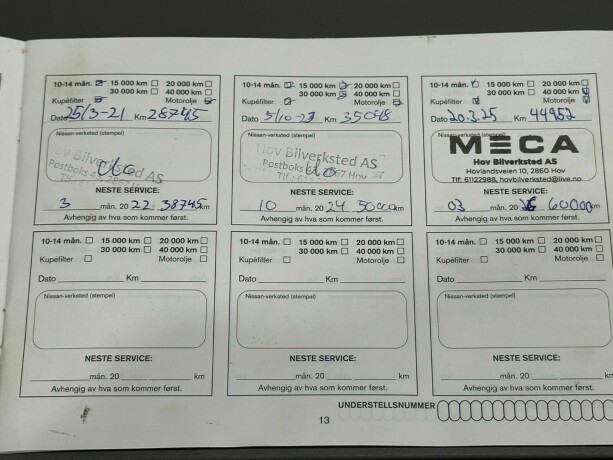 10-14 mån. 15 000 km 20 000 km
30 000 km 40 000 km
Kupéfilter Motorolje
Dato 25/3-21 Km 28745
Nissan-verksted (stempel)
Hov Bilverksted AS
NESTE SERVICE:
3 mån. 20 22 38745 km
Avhengig av hva som kommer først.
10-14 mån. 15 000 km 20 000 km
30 000 km 40 000 km
Kupéfilter Motorolje
Dato 5/10-23 Km
Nissan-verksted (stempel)
Hov Bilverksted AS
NESTE SERVICE:
10 mån. 20 24 50000 km
Avhengig av hva som kommer først.
10-14 mån. 15 000 km 20 000 km
30 000 km 40 000 km
Kupéfilter Motorolje
Dato 20.3.25 Km 44952
Nissan-verksted (stempel)
MECA
Hov Bilverksted AS
Hovlandsveien 10, 2860 Hov
Tlf: 61122988, hovbilverksted@live.no
NESTE SERVICE:
03 mån. 20 26 60000 km
Avhengig av hva som kommer først.
10-14 mån. 15 000 km 20 000 km
30 000 km 40 000 km
Kupéfilter Motorolje
Dato Km
Nissan-verksted (stempel)
NESTE SERVICE:
mån. 20 km
Avhengig av hva som kommer først.
10-14 mån. 15 000 km 20 000 km
30 000 km 40 000 km
Kupéfilter Motorolje
Dato Km
Nissan-verksted (stempel)
NESTE SERVICE:
mån. 20 km
Avhengig av hva som kommer først.
10-14 mån. 15 000 km 20 000 km
30 000 km 40 000 km
Kupéfilter Motorolje
Dato Km
Nissan-verksted (stempel)
NESTE SERVICE:
mån. 20 km
Avhengig av hva som kommer først.
UNDERSTELLSNUMMER
13